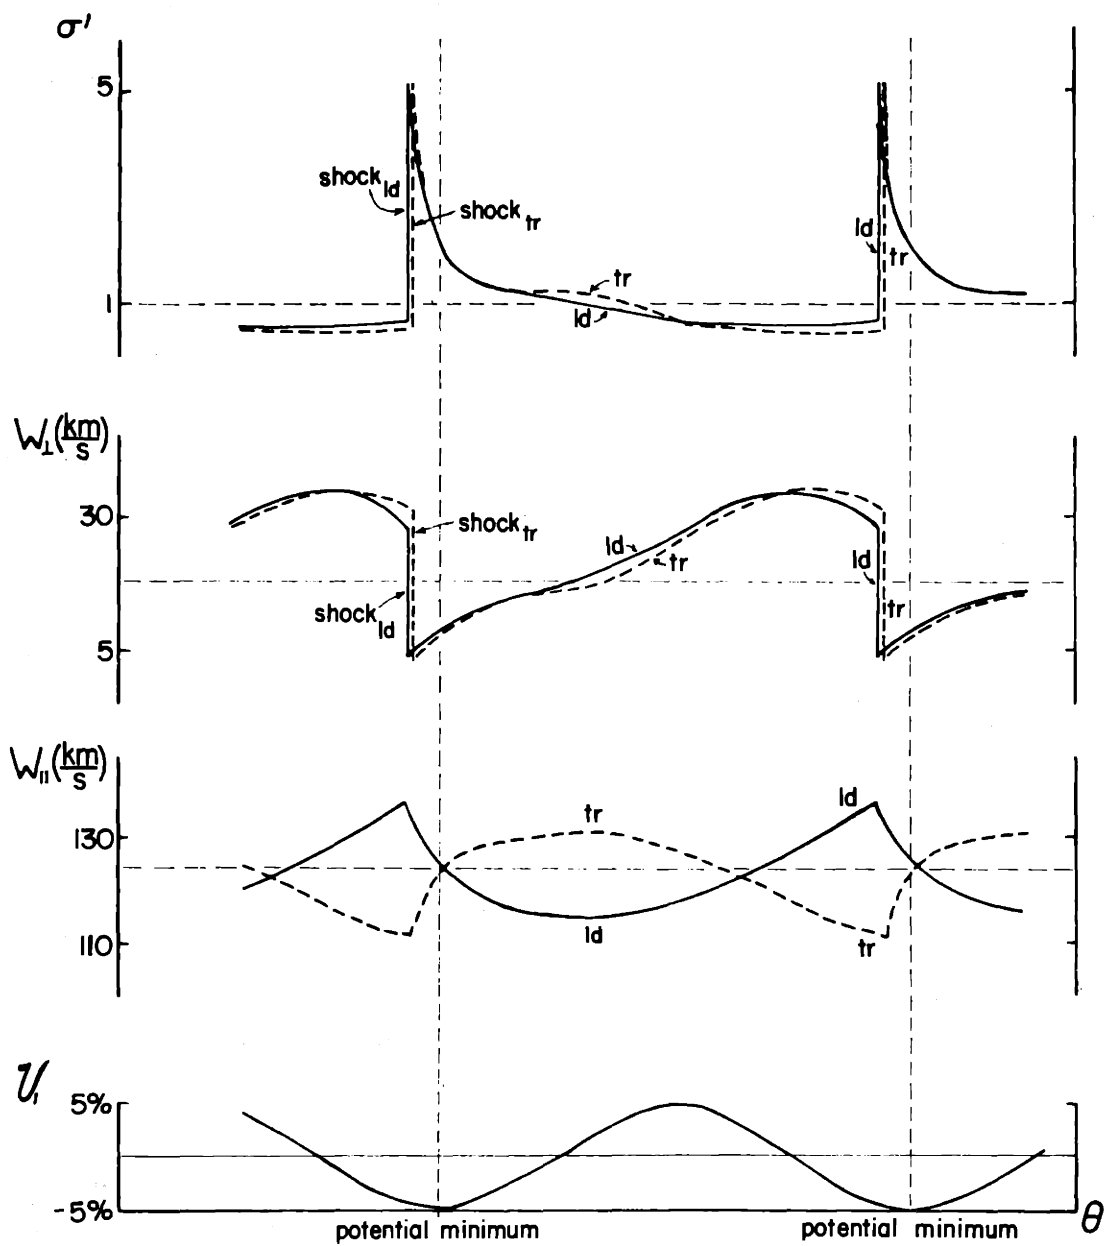 σ'
5
shock ld
shock tr
ld
tr
tr
1
ld
W⊥(km/s)
30
shock tr
ld
tr
ld
shock ld
tr
5
W∥(km/s)
ld
130
tr
110
ld
tr
𝒱₁
5%
-5%
θ
potential minimum
potential minimum